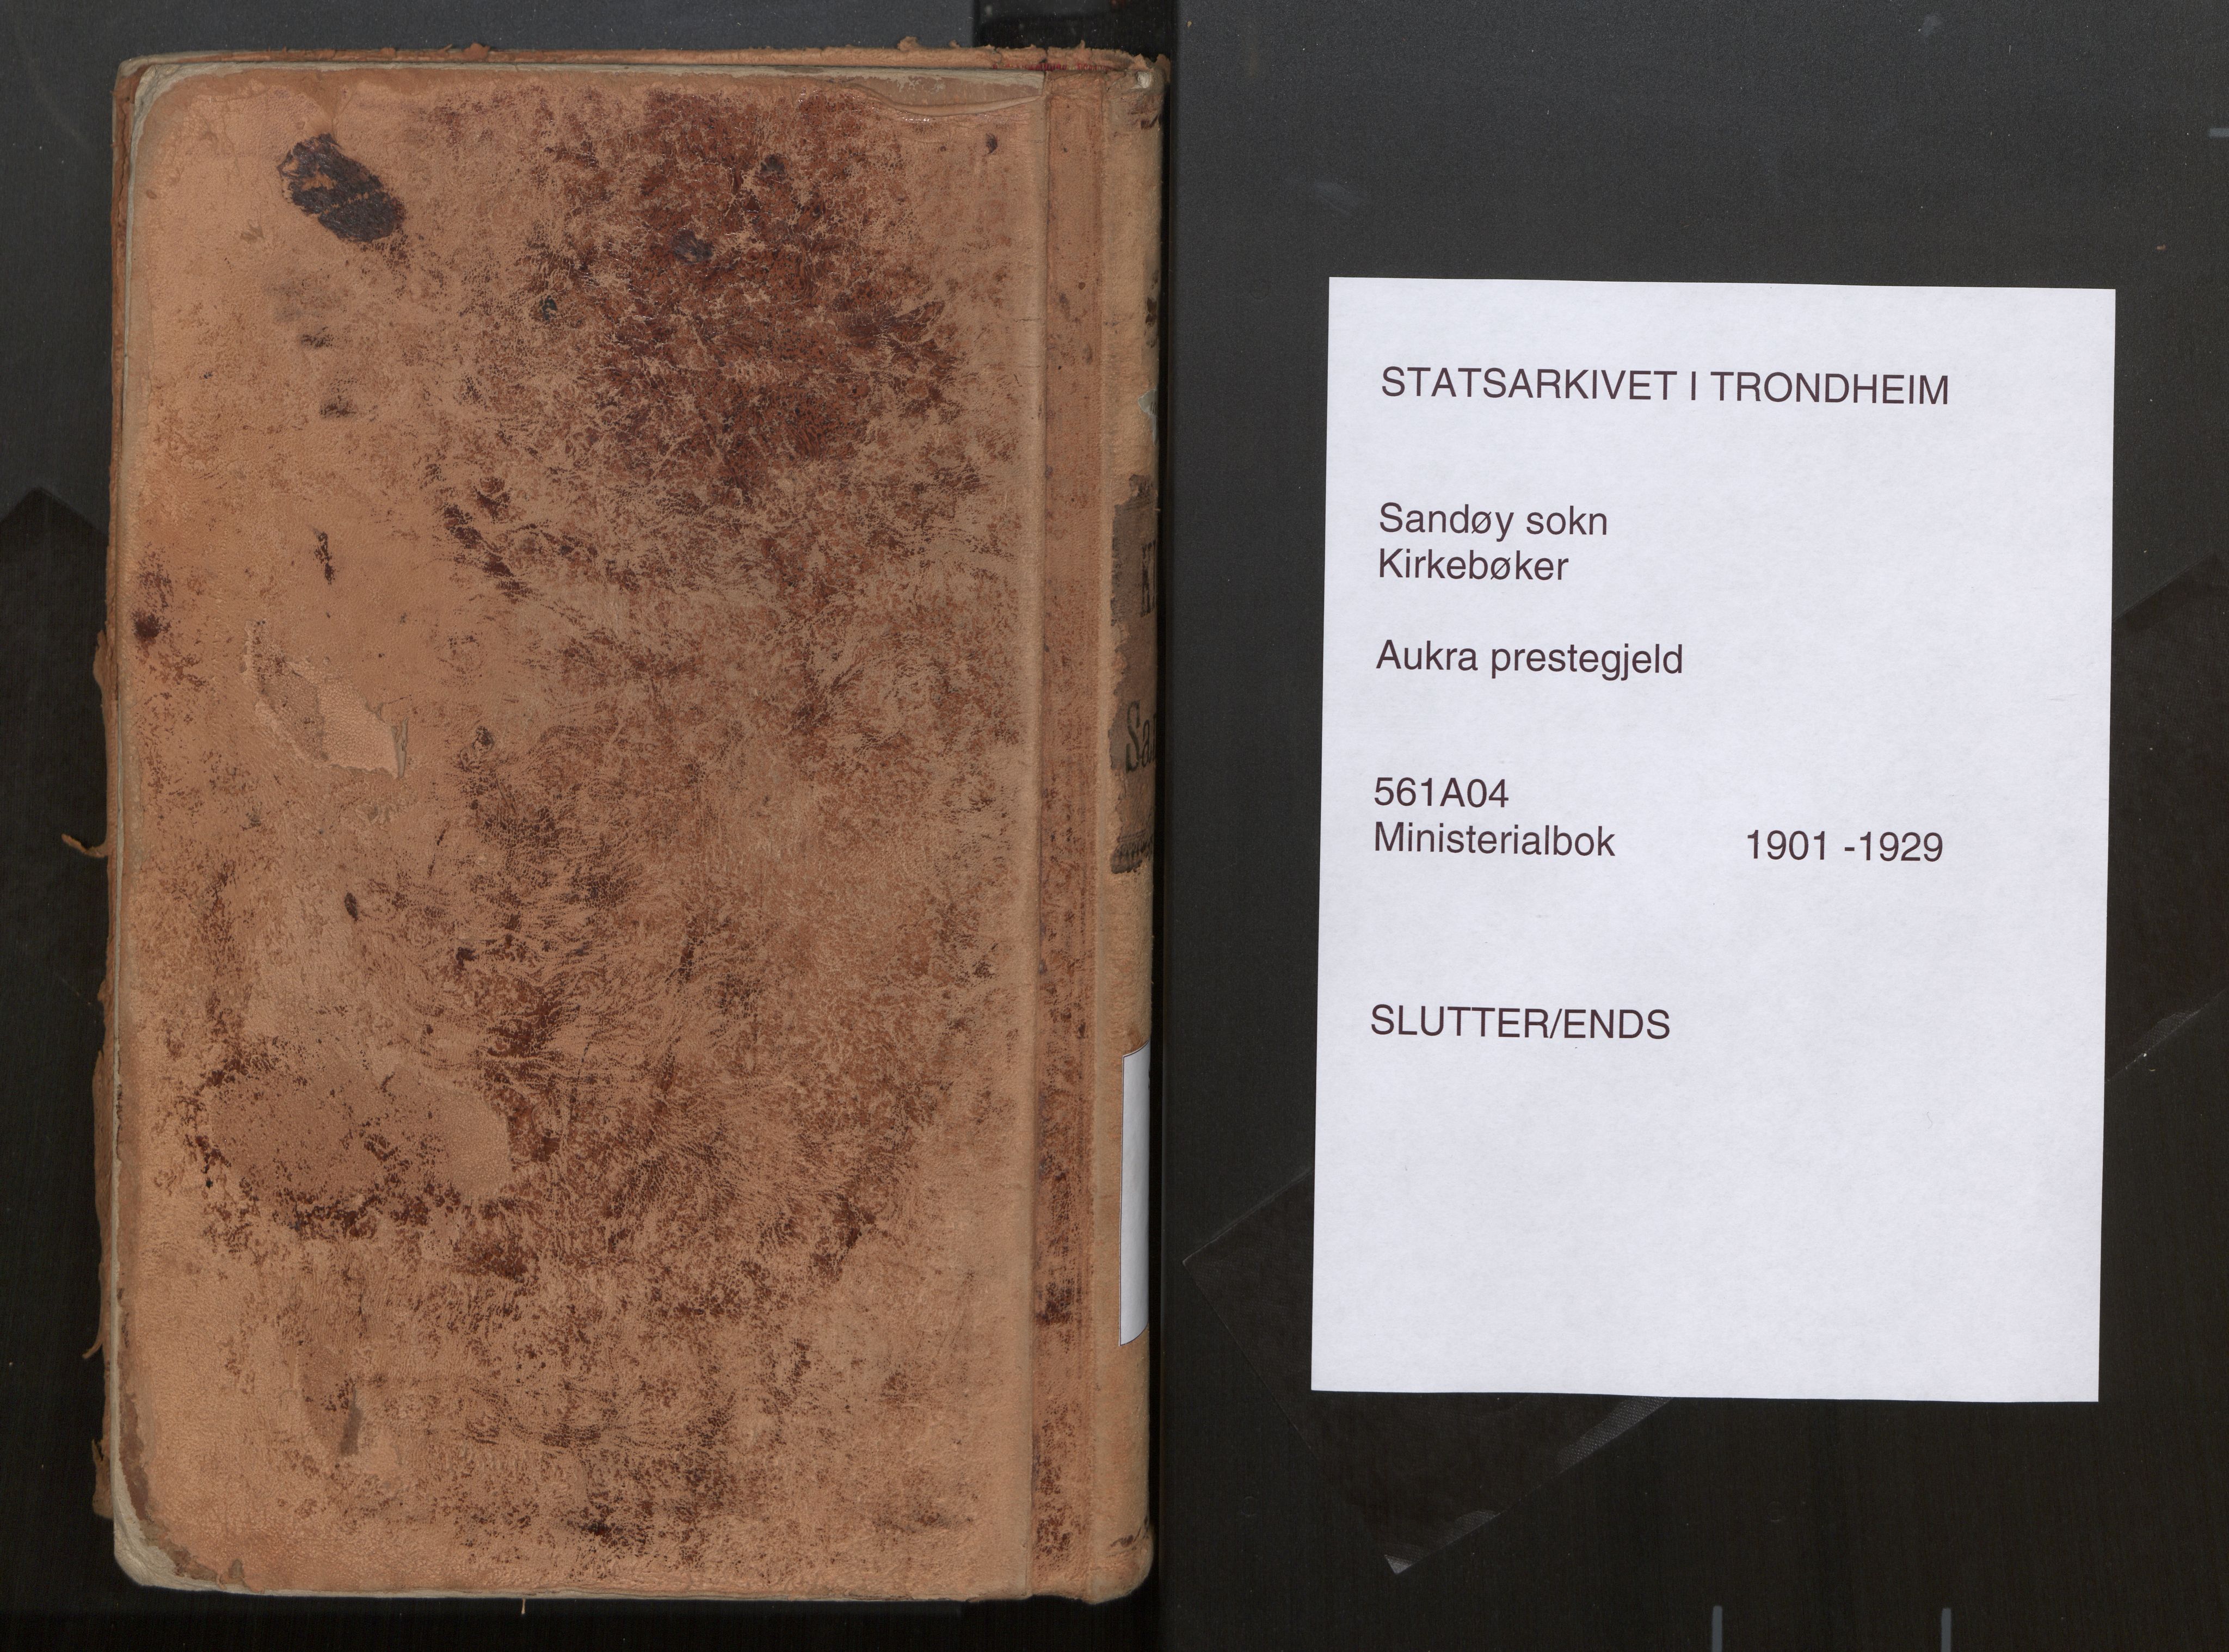 STATSARKIVET I TRONDHEIM
Sandøy sokn
Kirkebøker
Aukra prestegjeld
561A04
Ministerialbok 1901 -1929
SLUTTER/ENDS